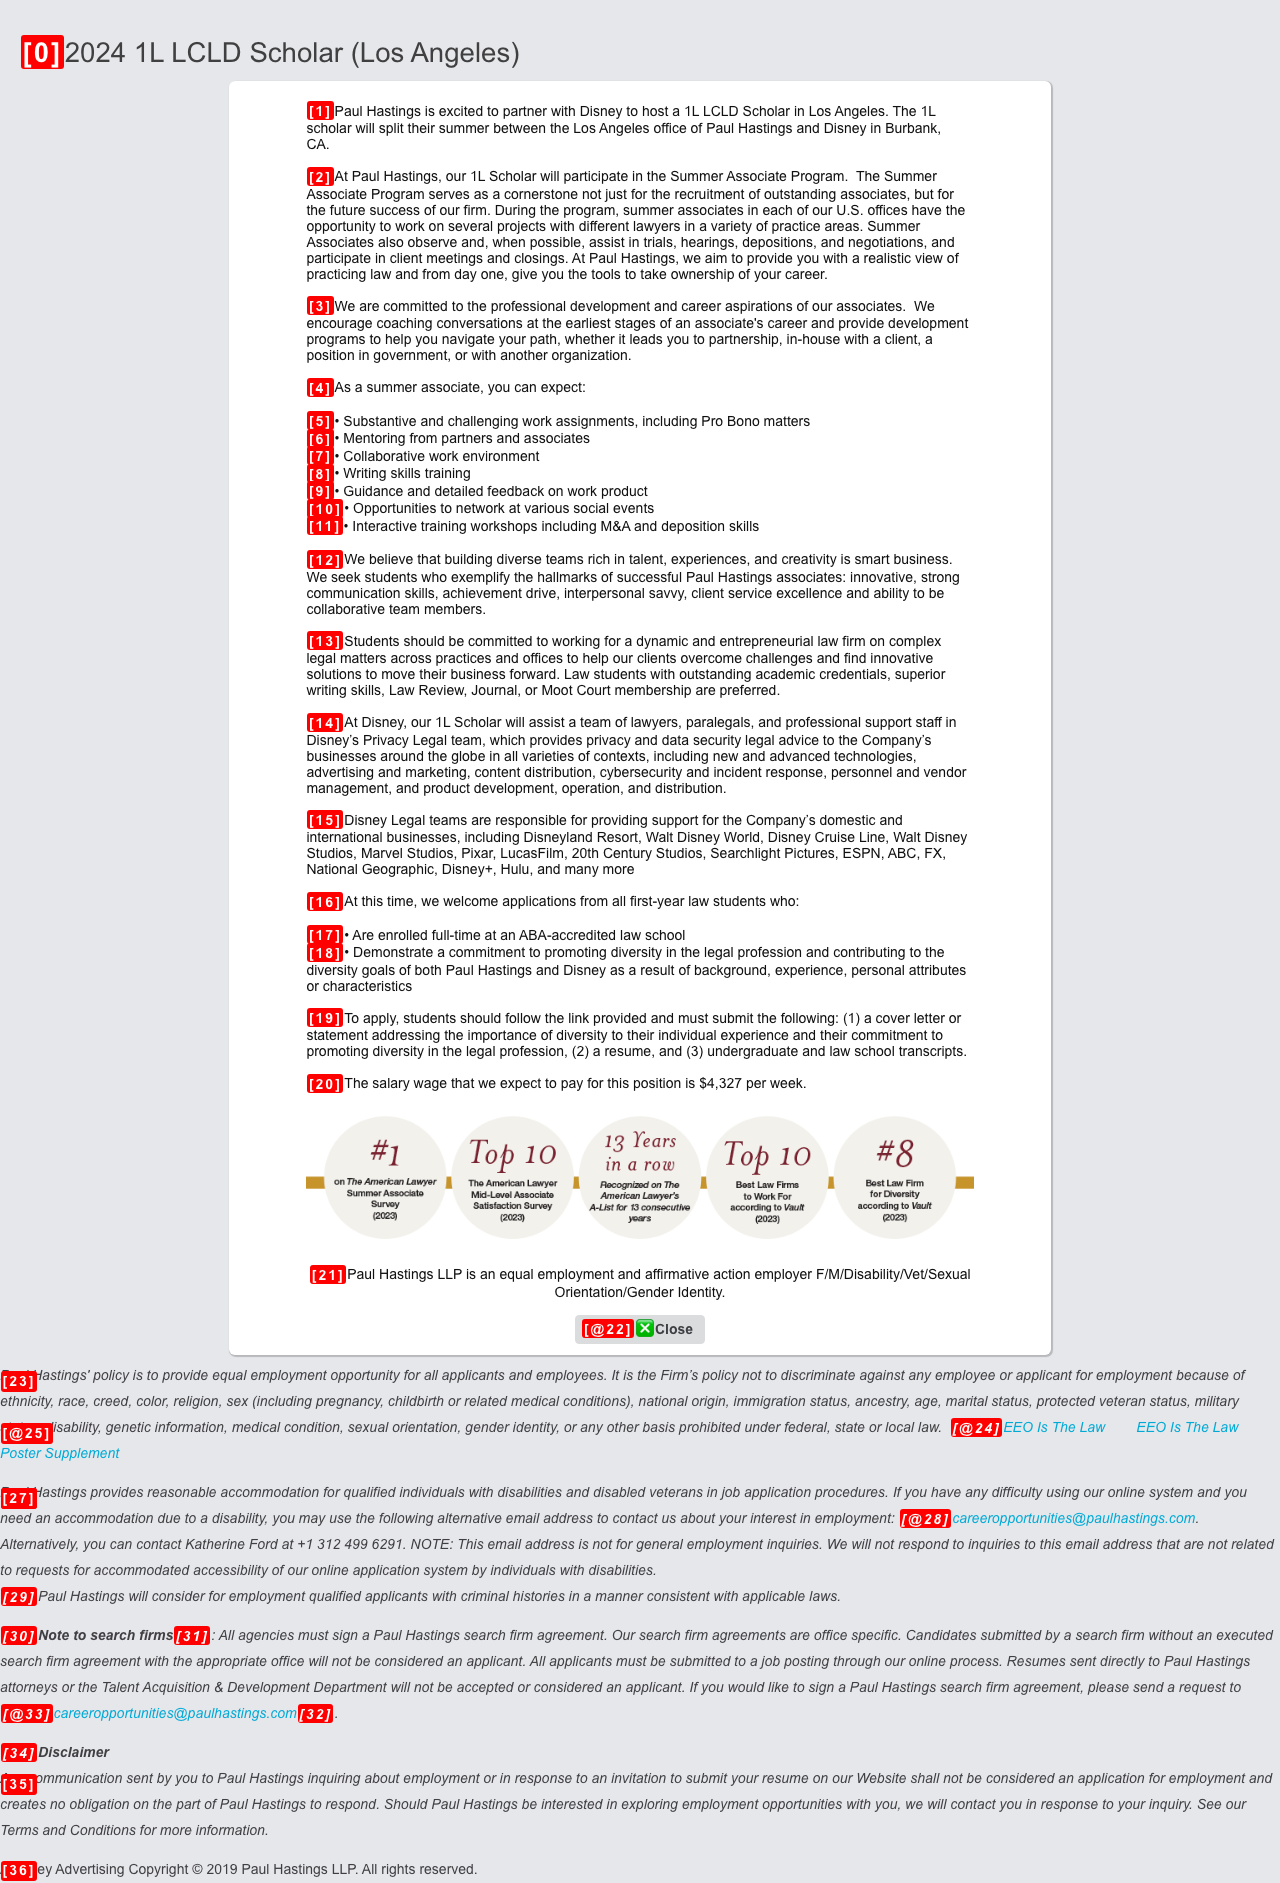 [0]2024 1L LCLD Scholar (Los Angeles)
[1]Paul Hastings is excited to partner with Disney to host a 1L LCLD Scholar in Los Angeles. The 1L
scholar will split their summer between the Los Angeles office of Paul Hastings and Disney in Burbank,
CA.
[2]At Paul Hastings, our 1L Scholar will participate in the Summer Associate Program.  The Summer
Associate Program serves as a cornerstone not just for the recruitment of outstanding associates, but for
the future success of our firm. During the program, summer associates in each of our U.S. offices have the
opportunity to work on several projects with different lawyers in a variety of practice areas. Summer
Associates also observe and, when possible, assist in trials, hearings, depositions, and negotiations, and
participate in client meetings and closings. At Paul Hastings, we aim to provide you with a realistic view of
practicing law and from day one, give you the tools to take ownership of your career.
[3]We are committed to the professional development and career aspirations of our associates.  We
encourage coaching conversations at the earliest stages of an associate's career and provide development
programs to help you navigate your path, whether it leads you to partnership, in-house with a client, a
position in government, or with another organization.
[4]As a summer associate, you can expect:
[5]• Substantive and challenging work assignments, including Pro Bono matters
[6]• Mentoring from partners and associates
[7]• Collaborative work environment
[8]• Writing skills training
[9]• Guidance and detailed feedback on work product
[10]• Opportunities to network at various social events
[11]• Interactive training workshops including M&A and deposition skills
[12]We believe that building diverse teams rich in talent, experiences, and creativity is smart business.
We seek students who exemplify the hallmarks of successful Paul Hastings associates: innovative, strong
communication skills, achievement drive, interpersonal savvy, client service excellence and ability to be
collaborative team members.
[13]Students should be committed to working for a dynamic and entrepreneurial law firm on complex
legal matters across practices and offices to help our clients overcome challenges and find innovative
solutions to move their business forward. Law students with outstanding academic credentials, superior
writing skills, Law Review, Journal, or Moot Court membership are preferred.
[14]At Disney, our 1L Scholar will assist a team of lawyers, paralegals, and professional support staff in
Disney’s Privacy Legal team, which provides privacy and data security legal advice to the Company’s
businesses around the globe in all varieties of contexts, including new and advanced technologies,
advertising and marketing, content distribution, cybersecurity and incident response, personnel and vendor
management, and product development, operation, and distribution.
[15]Disney Legal teams are responsible for providing support for the Company’s domestic and
international businesses, including Disneyland Resort, Walt Disney World, Disney Cruise Line, Walt Disney
Studios, Marvel Studios, Pixar, LucasFilm, 20th Century Studios, Searchlight Pictures, ESPN, ABC, FX,
National Geographic, Disney+, Hulu, and many more
[16]At this time, we welcome applications from all first-year law students who:
[17]• Are enrolled full-time at an ABA-accredited law school
[18]• Demonstrate a commitment to promoting diversity in the legal profession and contributing to the
diversity goals of both Paul Hastings and Disney as a result of background, experience, personal attributes
or characteristics
[19]To apply, students should follow the link provided and must submit the following: (1) a cover letter or
statement addressing the importance of diversity to their individual experience and their commitment to
promoting diversity in the legal profession, (2) a resume, and (3) undergraduate and law school transcripts.
[20]The salary wage that we expect to pay for this position is $4,327 per week.
#1
on The American Lawyer
Summer Associate
Survey
(2023)
Top 10
The American Lawyer
Mid-Level Associate
Satisfaction Survey
(2023)
13 Years
in a row
Recognized on The
American Lawyer's
A-List for 13 consecutive
years
Top 10
Best Law Firms
to Work For
according to Vault
(2023)
#8
Best Law Firm
for Diversity
according to Vault
(2023)
[21]Paul Hastings LLP is an equal employment and affirmative action employer F/M/Disability/Vet/Sexual
Orientation/Gender Identity.
[@22]Close
[23] Hastings' policy is to provide equal employment opportunity for all applicants and employees. It is the Firm’s policy not to discriminate against any employee or applicant for employment because of
ethnicity, race, creed, color, religion, sex (including pregnancy, childbirth or related medical conditions), national origin, immigration status, ancestry, age, marital status, protected veteran status, military
[@25] disability, genetic information, medical condition, sexual orientation, gender identity, or any other basis prohibited under federal, state or local law.  [@24]EEO Is The Law    EEO Is The Law
Poster Supplement
[27] Hastings provides reasonable accommodation for qualified individuals with disabilities and disabled veterans in job application procedures. If you have any difficulty using our online system and you
need an accommodation due to a disability, you may use the following alternative email address to contact us about your interest in employment: [@28]careeropportunities@paulhastings.com.
Alternatively, you can contact Katherine Ford at +1 312 499 6291. NOTE: This email address is not for general employment inquiries. We will not respond to inquiries to this email address that are not related
to requests for accommodated accessibility of our online application system by individuals with disabilities.
[29]Paul Hastings will consider for employment qualified applicants with criminal histories in a manner consistent with applicable laws.
[30]Note to search firms[31]: All agencies must sign a Paul Hastings search firm agreement. Our search firm agreements are office specific. Candidates submitted by a search firm without an executed
search firm agreement with the appropriate office will not be considered an applicant. All applicants must be submitted to a job posting through our online process. Resumes sent directly to Paul Hastings
attorneys or the Talent Acquisition & Development Department will not be accepted or considered an applicant. If you would like to sign a Paul Hastings search firm agreement, please send a request to
[@33]careeropportunities@paulhastings.com[32].
[34]Disclaimer
[35] communication sent by you to Paul Hastings inquiring about employment or in response to an invitation to submit your resume on our Website shall not be considered an application for employment and
creates no obligation on the part of Paul Hastings to respond. Should Paul Hastings be interested in exploring employment opportunities with you, we will contact you in response to your inquiry. See our
Terms and Conditions for more information.
[36] Advertising Copyright © 2019 Paul Hastings LLP. All rights reserved.